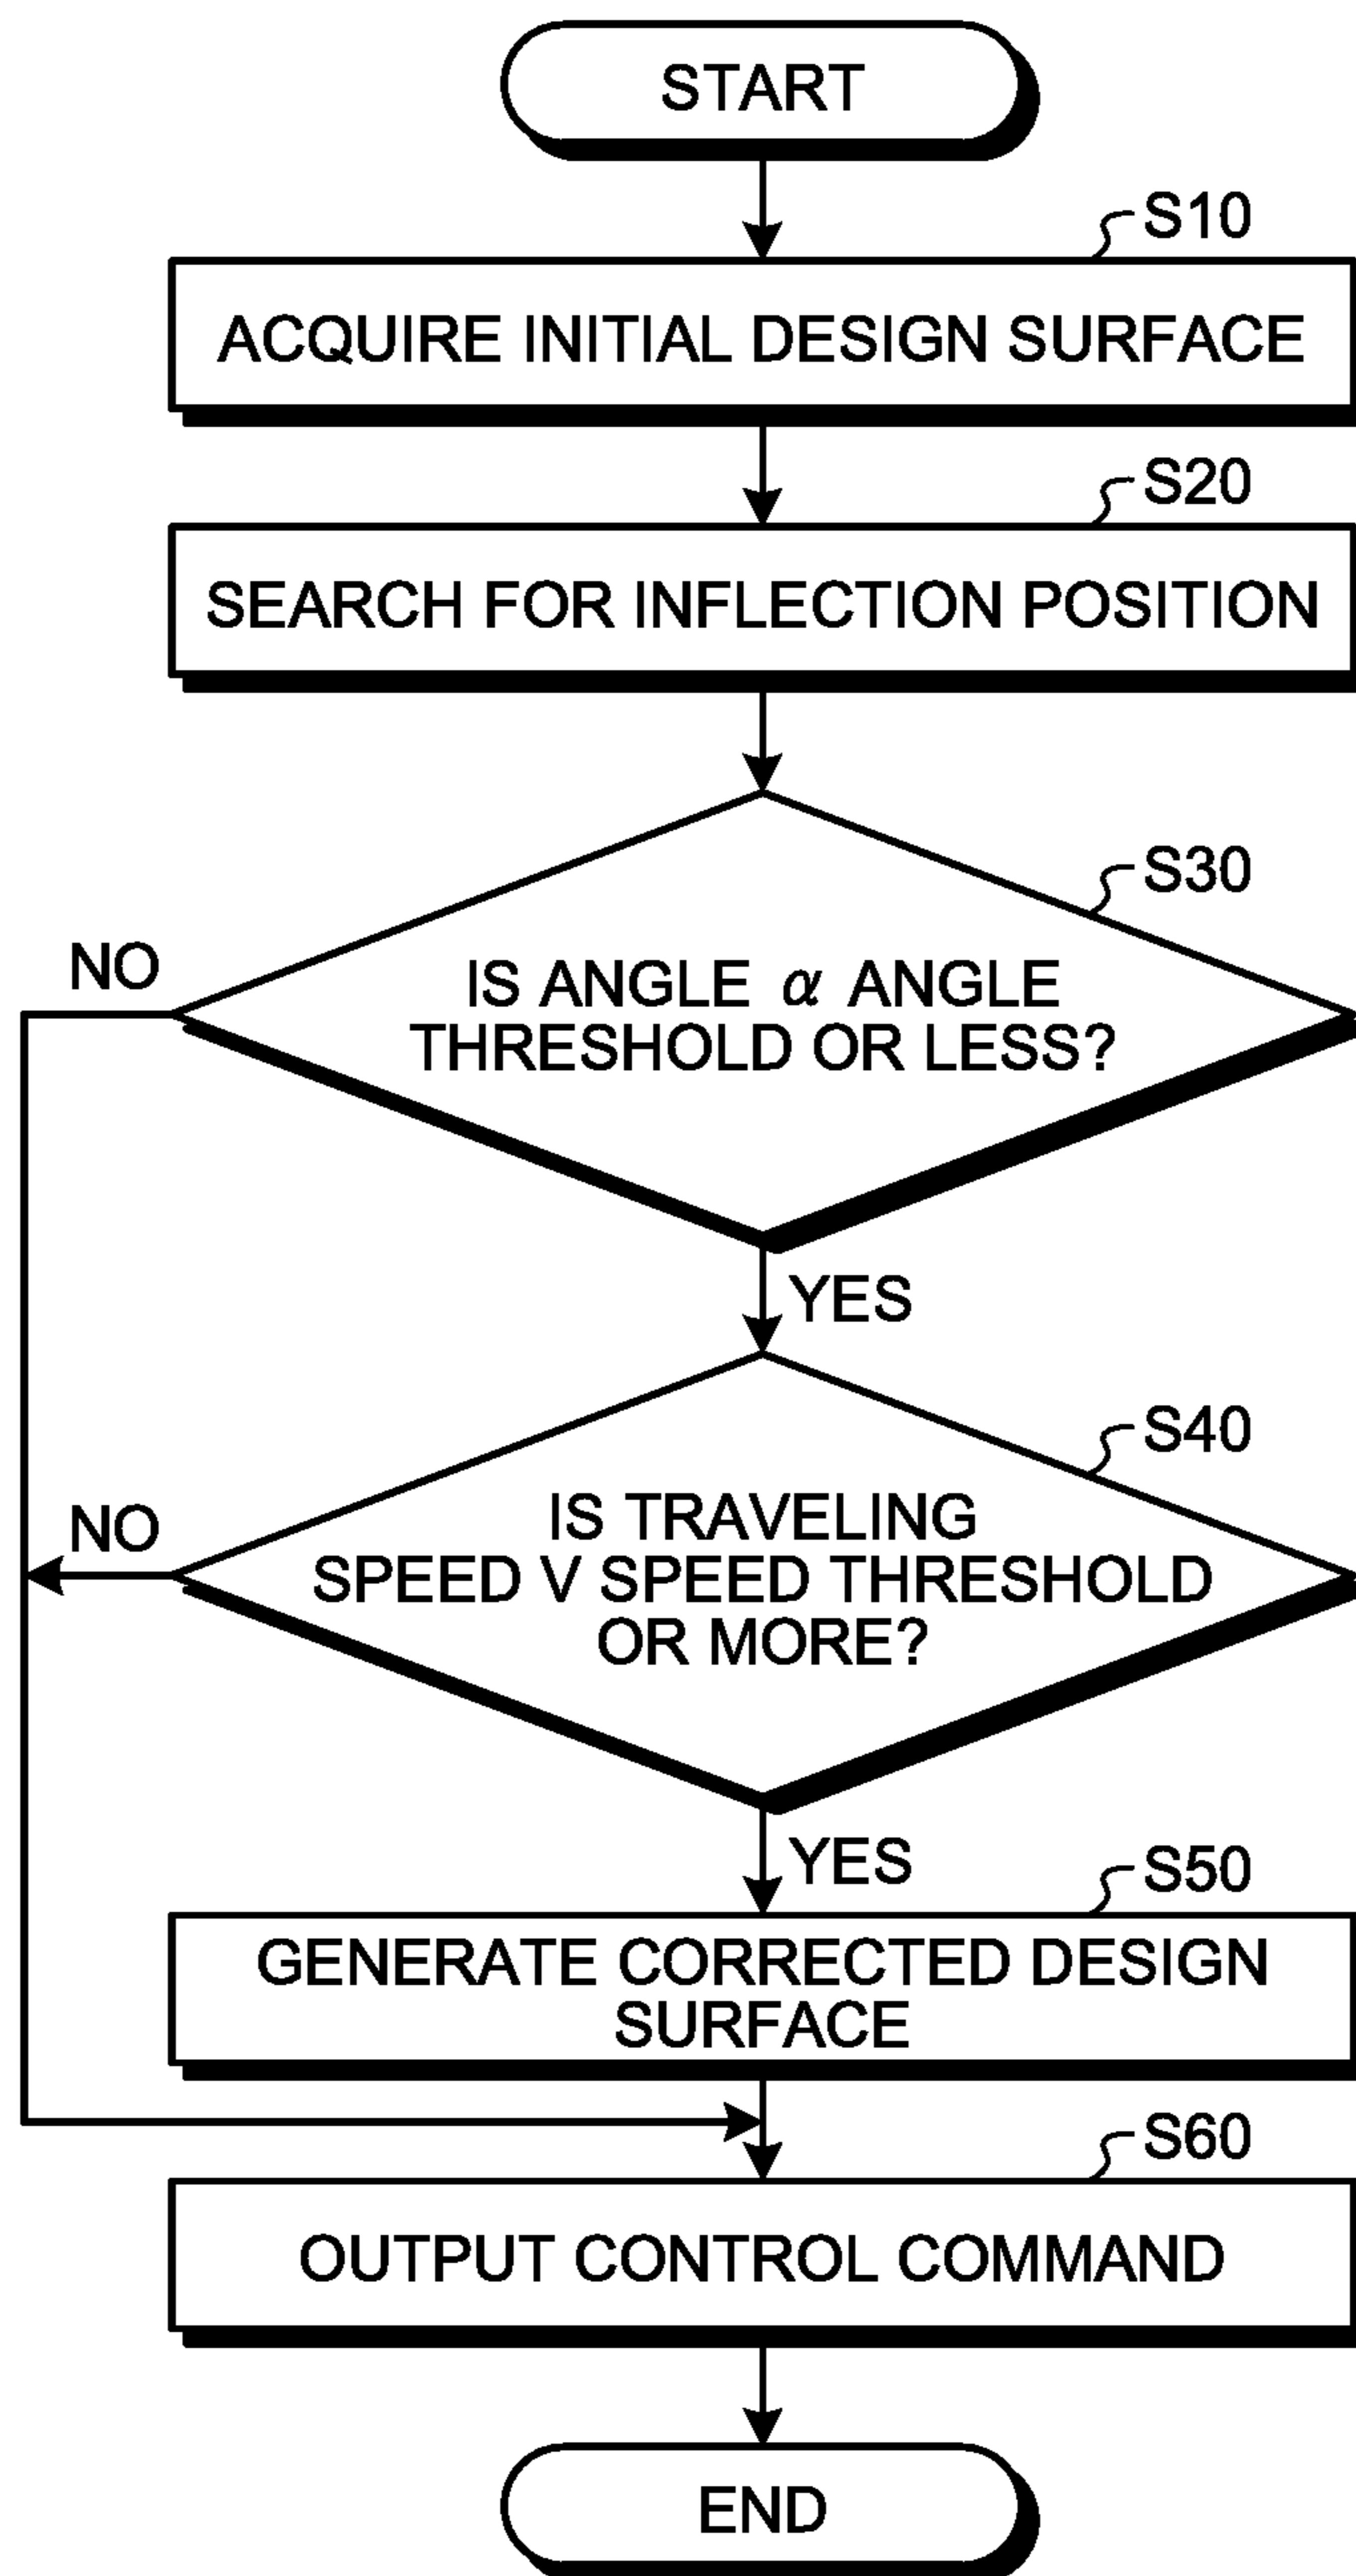 START
S10
ACQUIRE INITIAL DESIGN SURFACE
S20
SEARCH FOR INFLECTION POSITION
S30
NO
IS ANGLE α ANGLE
THRESHOLD OR LESS?
YES
S40
NO
IS TRAVELING
SPEED V SPEED THRESHOLD
OR MORE?
YES
S50
GENERATE CORRECTED DESIGN
SURFACE
S60
OUTPUT CONTROL COMMAND
END